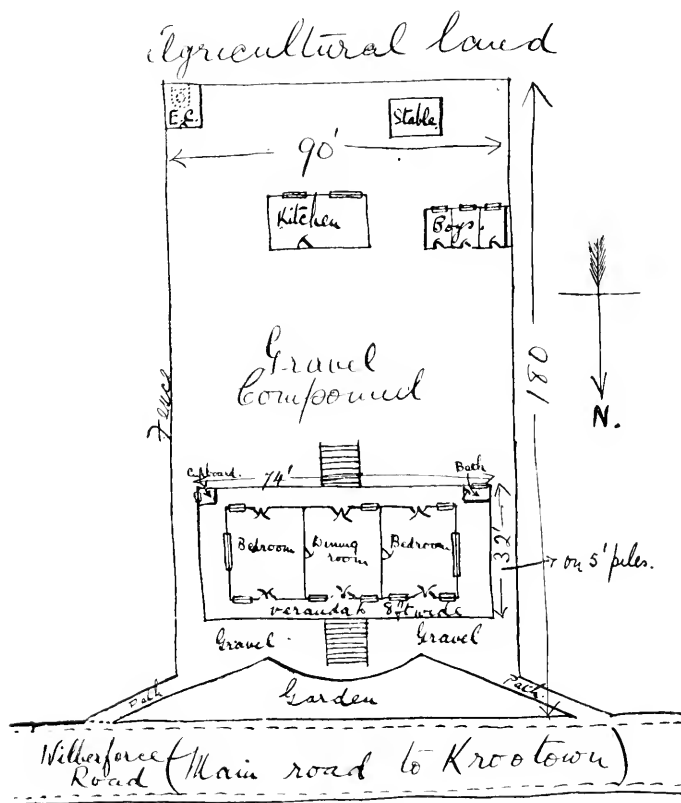 Agricultural land
E.C.
Stable
90'
Kitchen
Boys.
180
N.
Gravel
Compound
Fence
Cupboard.
74'
Bath
Bedroom
Dining
room
Bedroom
32'
on 5' piles.
verandah 8ft wide
Gravel
Gravel
Path
Garden
Path.
Wilberforce
Road
(Main road to Krootown)